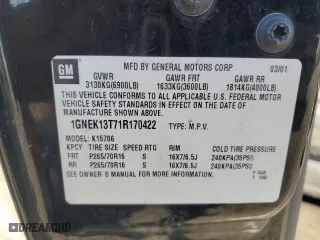 GM
MFD BY GENERAL MOTORS CORP 03/01
GVWR GAWR FRT GAWR RR
3130KG(6900LB) 1633KG(3600LB) 1814KG(4000LB)
THIS VEHICLE CONFORMS TO ALL APPLICABLE
U.S. FEDERAL MOTOR VEHICLE SAFETY
STANDARDS IN EFFECT ON THE DATE OF
MANUFACTURE SHOWN ABOVE.
1GNEK13T71R170422 TYPE: M.P.V.
MODEL: K15706
KPCY TIRE SIZE SPEED RTG RIM COLD TIRE PRESSURE
FRT P265/70R16 S 16X7/6.5J 240KPA(35PSI)
RR P265/70R16 S 16X7/6.5J 240KPA(35PSI)
SEE OWNER'S MANUAL FOR MORE INFORMATION.